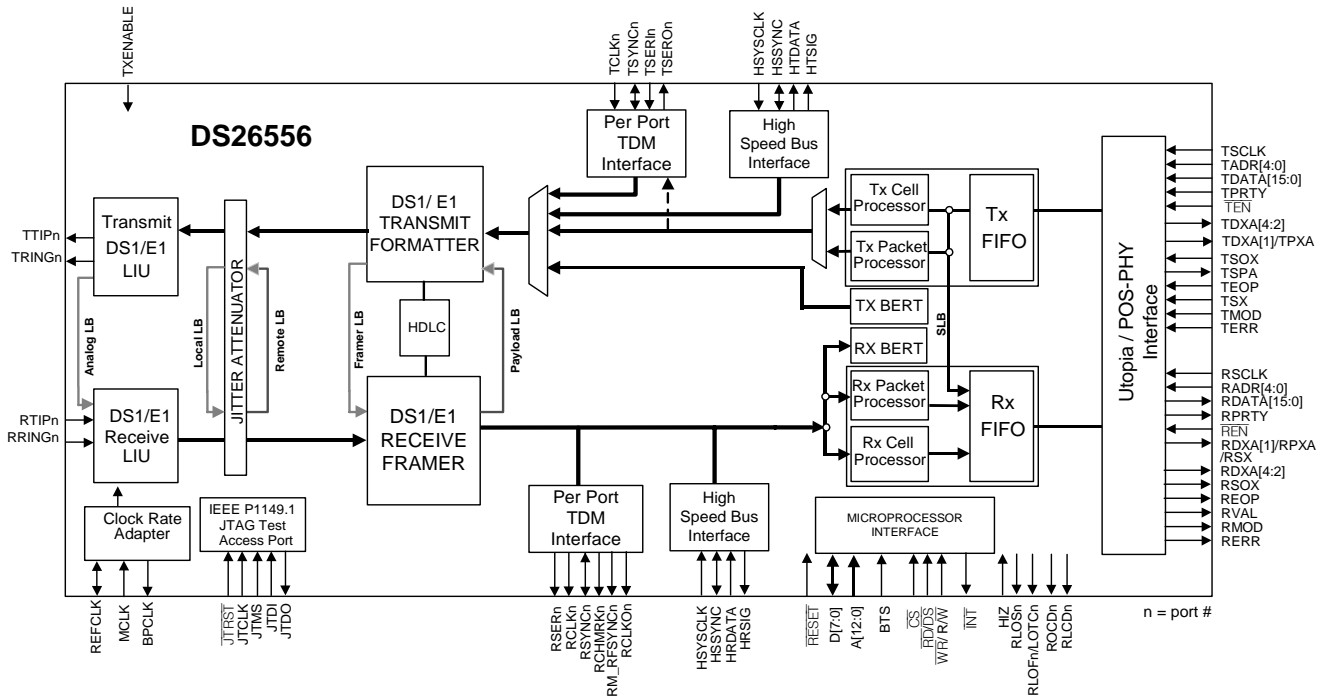 TXENABLE
TCLKn
TSYNCn
TSERIn
TSEROn
HSYSCLK
HSSYNC
HTDATA
HTSIG
DS26556
Per Port
TDM
Interface
High
Speed Bus
Interface
Transmit
DS1/E1
LIU
JITTER ATTENUATOR
DS1/ E1
TRANSMIT
FORMATTER
Tx Cell
Processor
Tx Packet
Processor
Tx
FIFO
TX BERT
RX BERT
SLB
HDLC
Analog LB
Local LB
Remote LB
Framer LB
Payload LB
DS1/E1
Receive
LIU
DS1/E1
RECEIVE
FRAMER
Rx Packet
Processor
Rx Cell
Processor
Rx
FIFO
Utopia / POS-PHY
Interface
TTIPn
TRINGn
RTIPn
RRINGn
TSCLK
TADR[4:0]
TDATA[15:0]
TPRTY
TEN
TDXA[4:2]
TDXA[1]/TPXA
TSOX
TSPA
TEOP
TSX
TMOD
TERR
RSCLK
RADR[4:0]
RDATA[15:0]
RPRTY
REN
RDXA[1]/RPXA
/RSX
RDXA[4:2]
RSOX
REOP
RVAL
RMOD
RERR
Clock Rate
Adapter
IEEE P1149.1
JTAG Test
Access Port
Per Port
TDM
Interface
High
Speed Bus
Interface
MICROPROCESSOR
INTERFACE
REFCLK
MCLK
BPCLK
JTRST
JTCLK
JTMS
JTDI
JTDO
RSERn
RCLKn
RSYNCn
RCHMRKn
RM_RFSYNCn
RCLKOn
HSYSCLK
HSSYNC
HRDATA
HRSIG
RESET
D[7:0]
A[12:0]
BTS
CS
RD/DS
WR/ R/W
INT
HIZ
RLOSn
RLOFn/LOTCn
ROCDn
RLCDn
n = port #